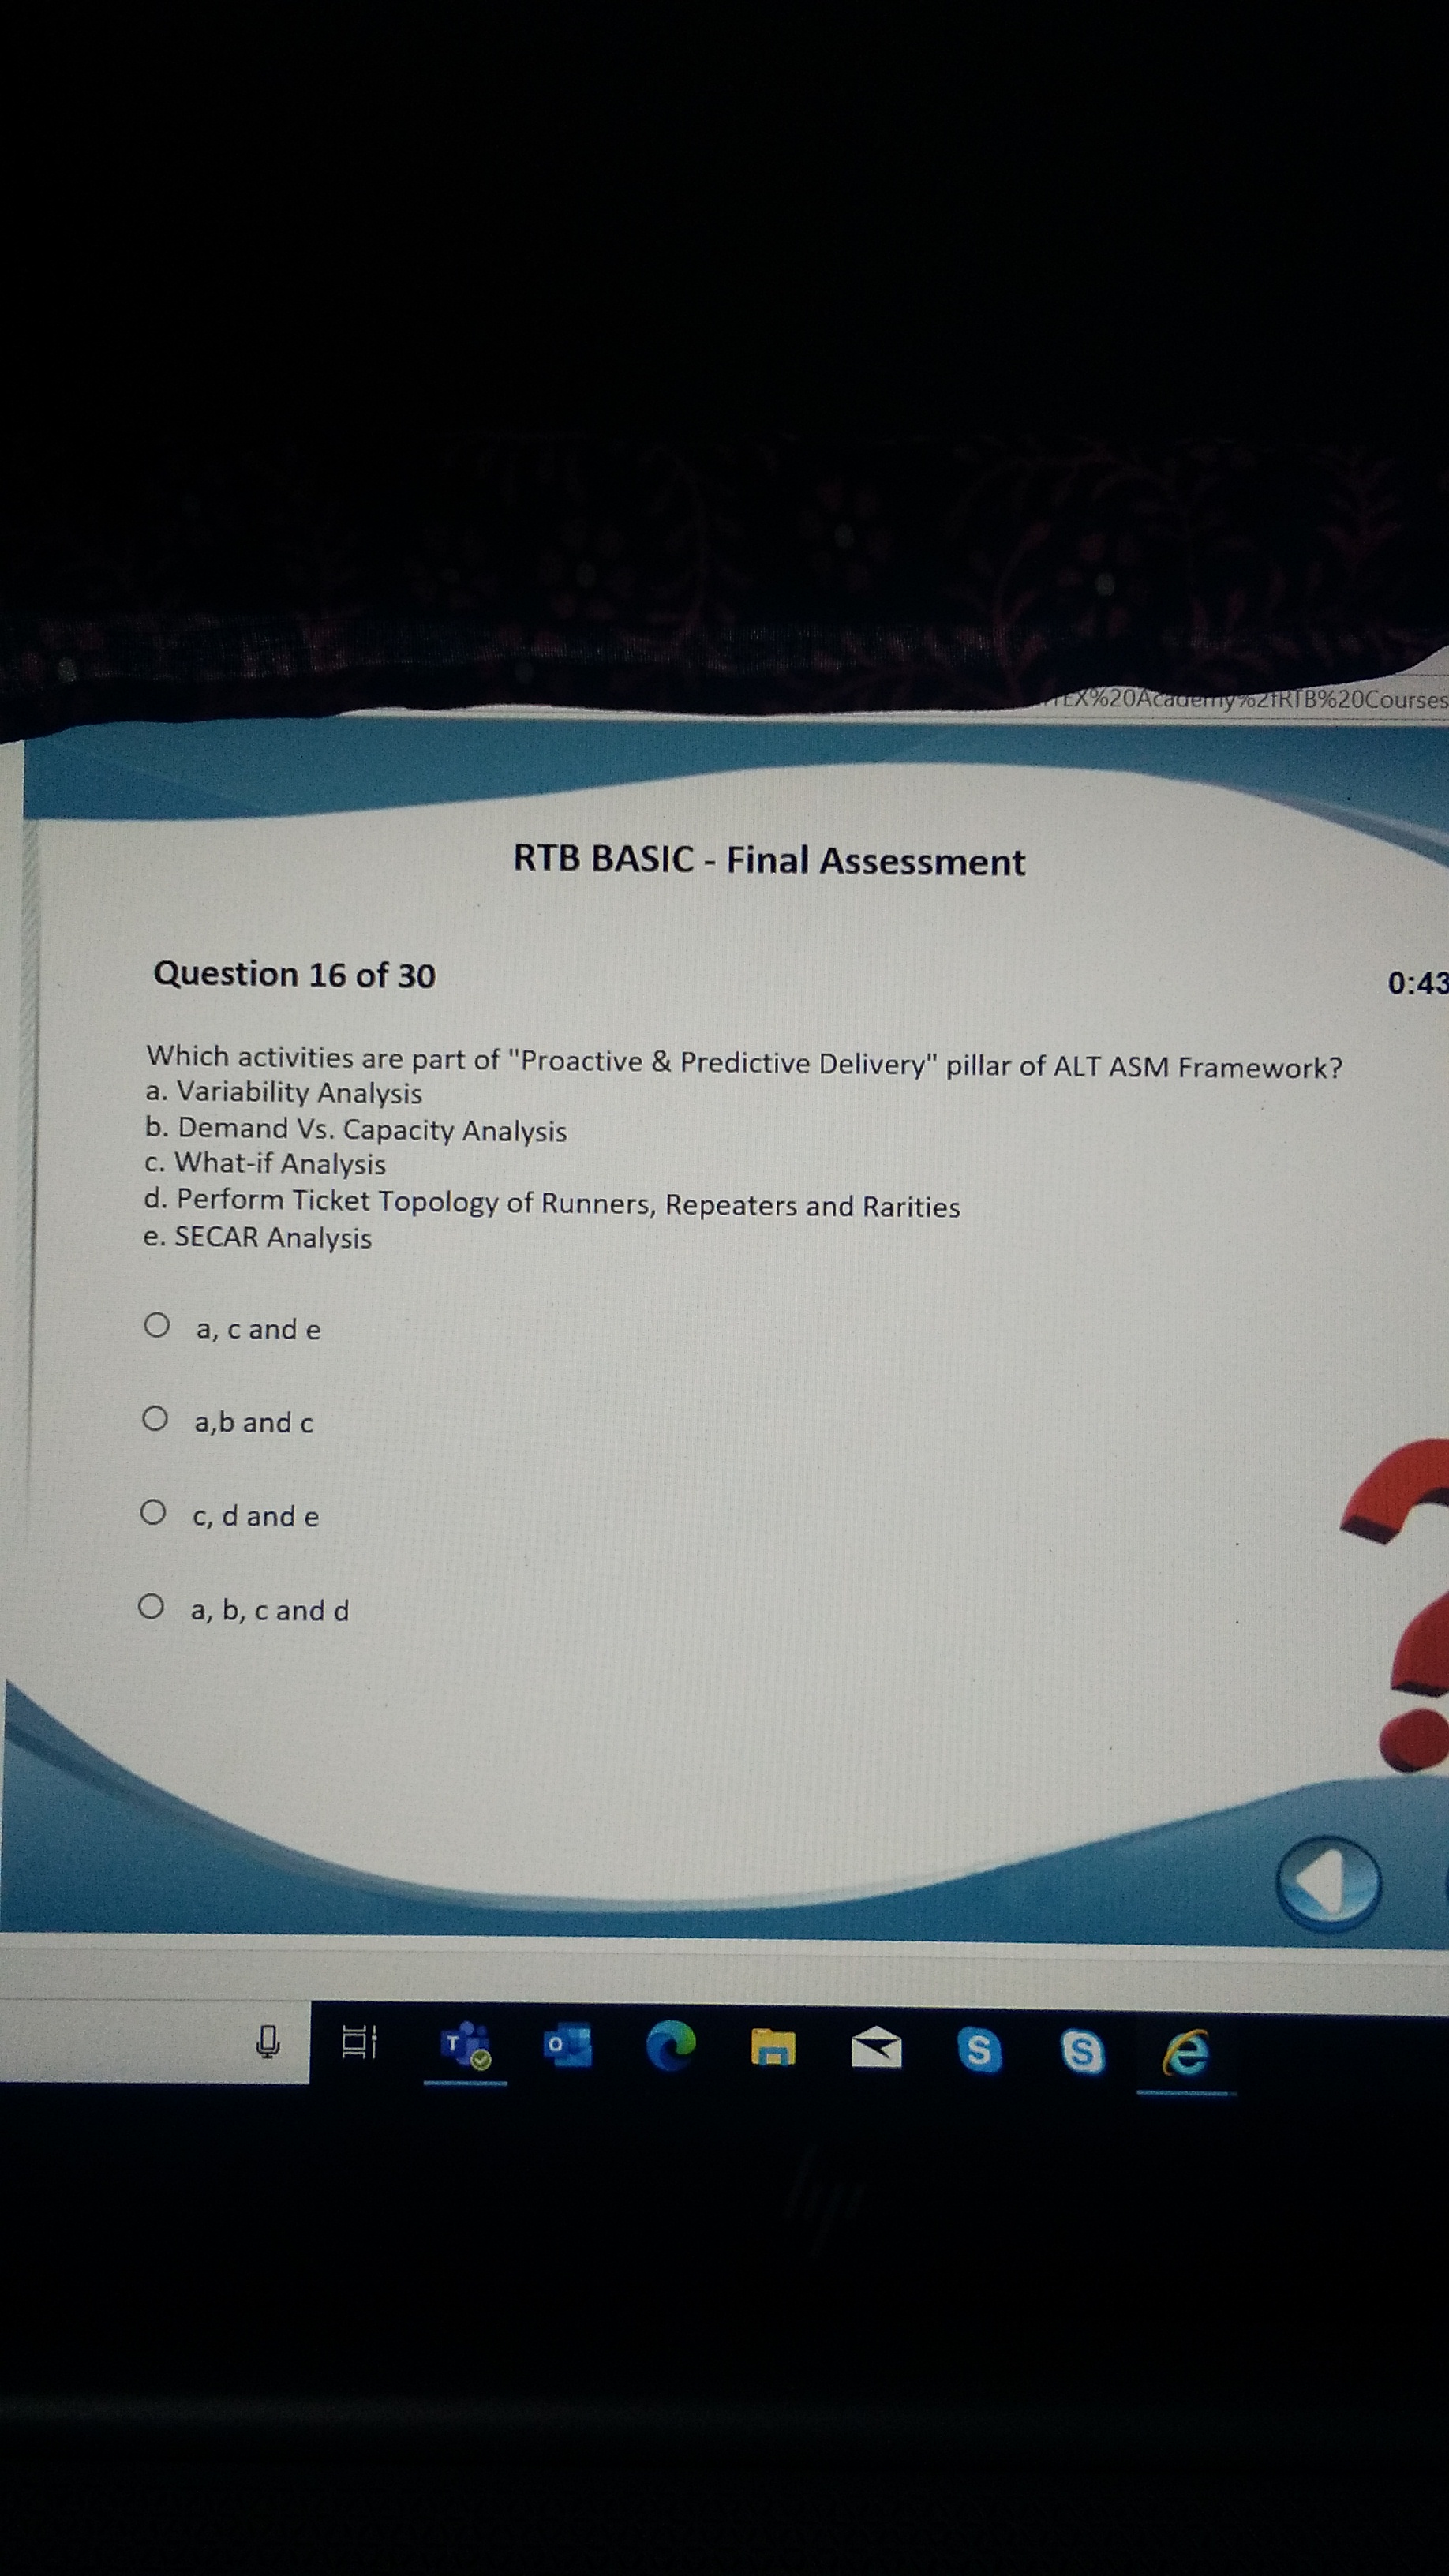 EX%20Academy%2fRTB%20Courses
RTB BASIC - Final Assessment
Question 16 of 30
0:43
Which activities are part of "Proactive & Predictive Delivery" pillar of ALT ASM Framework?
a. Variability Analysis
b. Demand Vs. Capacity Analysis
c. What-if Analysis
d. Perform Ticket Topology of Runners, Repeaters and Rarities
e. SECAR Analysis
a, c and e
a,b and c
c, d and e
a, b, c and d
hp